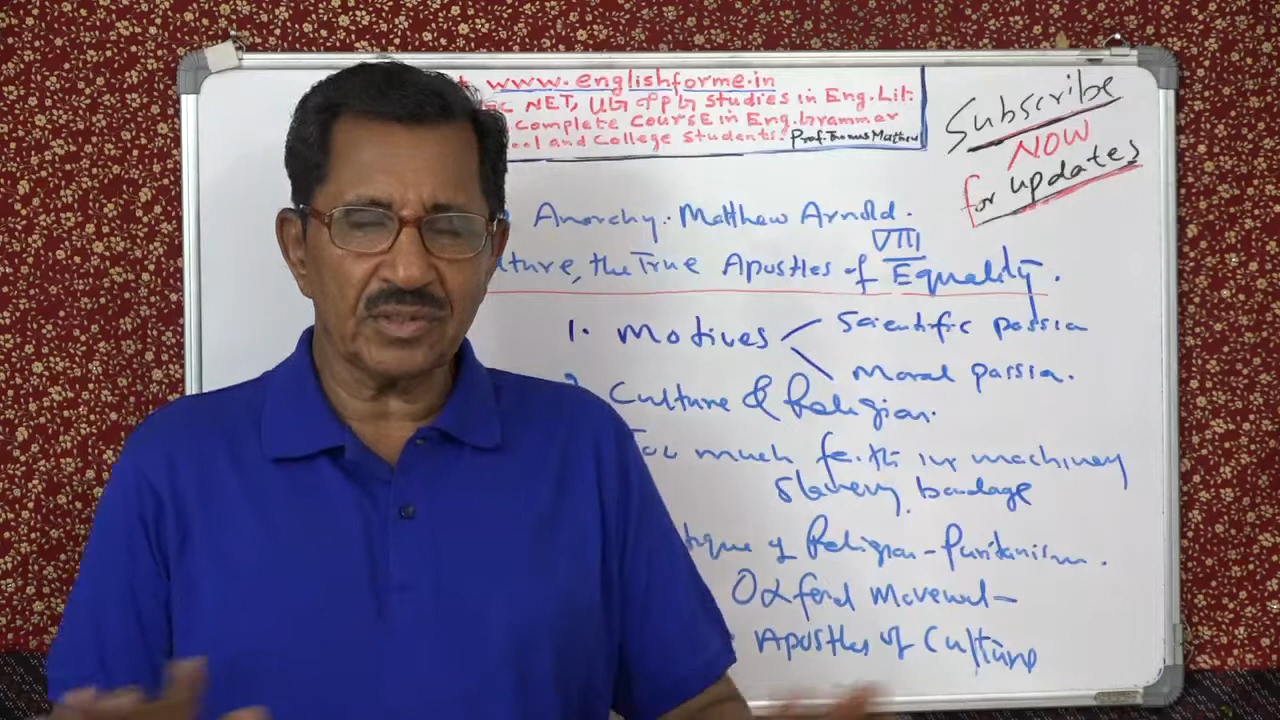 www.englishforme.in
NET, UG & PG Studies in Eng. Lit.
Complete Course in Eng. Grammar
and College Students. Prof. Thomas Mathew
Subscribe
NOW
for updates
Anarchy. Matthew Arnold.
VIII
the True Apostles of Equality.
1. Motives
Scientific passion
Moral passion.
Culture & Religion.
Too much faith in machinery
Slavery, bondage
of Religion - Puritanism.
Oxford Movement -
Apostles of Culture